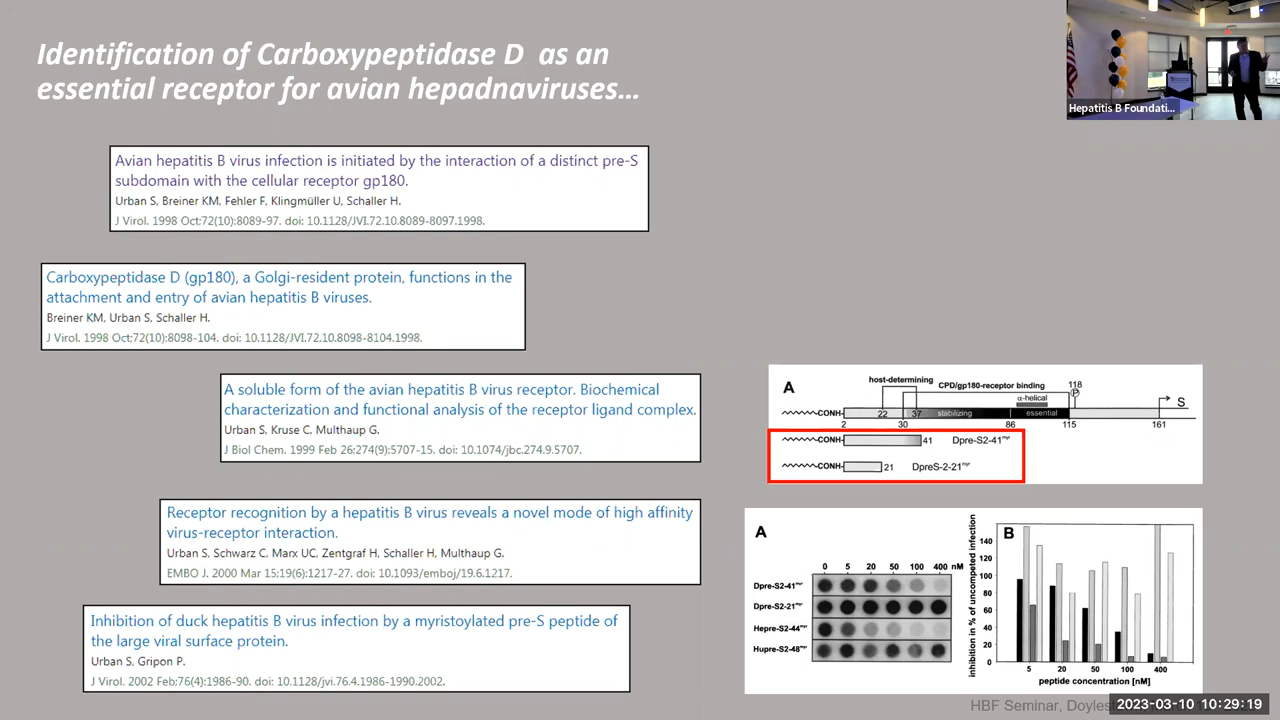 Identification of Carboxypeptidase D as an
essential receptor for avian hepadnaviruses…
Hepatitis B Foundati...
Avian hepatitis B virus infection is initiated by the interaction of a distinct pre-S
subdomain with the cellular receptor gp180.
Urban S, Breiner KM, Fehler F, Klingmüller U, Schaller H.
J Virol. 1998 Oct;72(10):8089-97. doi: 10.1128/JVI.72.10.8089-8097.1998.
Carboxypeptidase D (gp180), a Golgi-resident protein, functions in the
attachment and entry of avian hepatitis B viruses.
Breiner KM, Urban S, Schaller H.
J Virol. 1998 Oct;72(10):8098-104. doi: 10.1128/JVI.72.10.8098-8104.1998.
A soluble form of the avian hepatitis B virus receptor. Biochemical
characterization and functional analysis of the receptor ligand complex.
Urban S, Kruse C, Multhaup G.
J Biol Chem. 1999 Feb 26;274(9):5707-15. doi: 10.1074/jbc.274.9.5707.
Receptor recognition by a hepatitis B virus reveals a novel mode of high affinity
virus-receptor interaction.
Urban S, Schwarz C, Marx UC, Zentgraf H, Schaller H, Multhaup G.
EMBO J. 2000 Mar 15;19(6):1217-27. doi: 10.1093/emboj/19.6.1217.
Inhibition of duck hepatitis B virus infection by a myristoylated pre-S peptide of
the large viral surface protein.
Urban S, Gripon P.
J Virol. 2002 Feb;76(4):1986-90. doi: 10.1128/jvi.76.4.1986-1990.2002.
A
host-determining
CPD/gp180-receptor binding
118
α-helical
P
S
CONH
22
37
stabilizing
essential
2
30
86
115
161
CONH
41
Dpre-S2-41myr
CONH
21
DpreS-2-21myr
A
0 5 20 50 100 400 nM
Dpre-S2-41myr
Dpre-S2-21myr
Hepre-S2-44myr
Hupre-S2-48myr
B
inhibition in % of uncompeted infection
140
120
100
80
60
40
20
0
5 20 50 100 400
peptide concentration [nM]
HBF Seminar, Doylest
2023-03-10 10:29:19